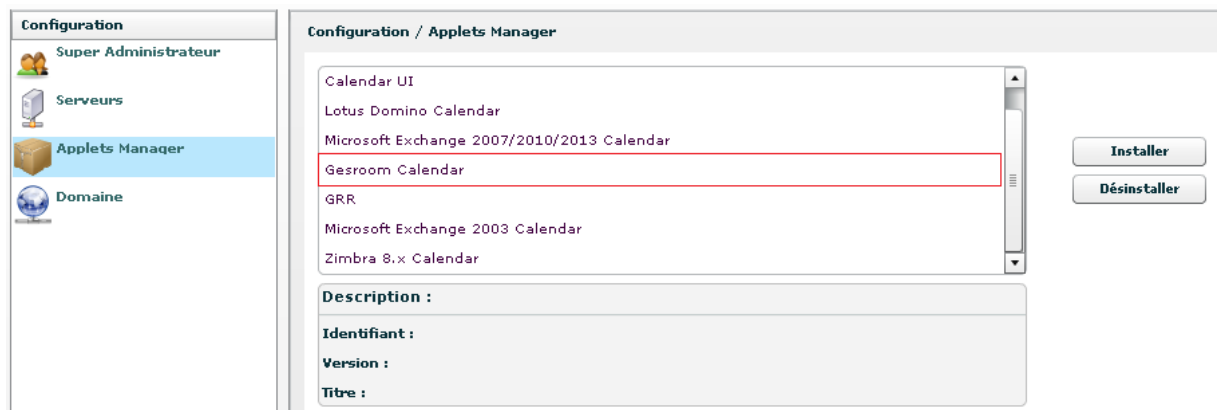 Configuration
Super Administrateur
Serveurs
Applets Manager
Domaine
Configuration / Applets Manager
Calendar UI
Lotus Domino Calendar
Microsoft Exchange 2007/2010/2013 Calendar
Gesroom Calendar
GRR
Microsoft Exchange 2003 Calendar
Zimbra 8.x Calendar
Installer
Désinstaller
Description :
Identifiant :
Version :
Titre :